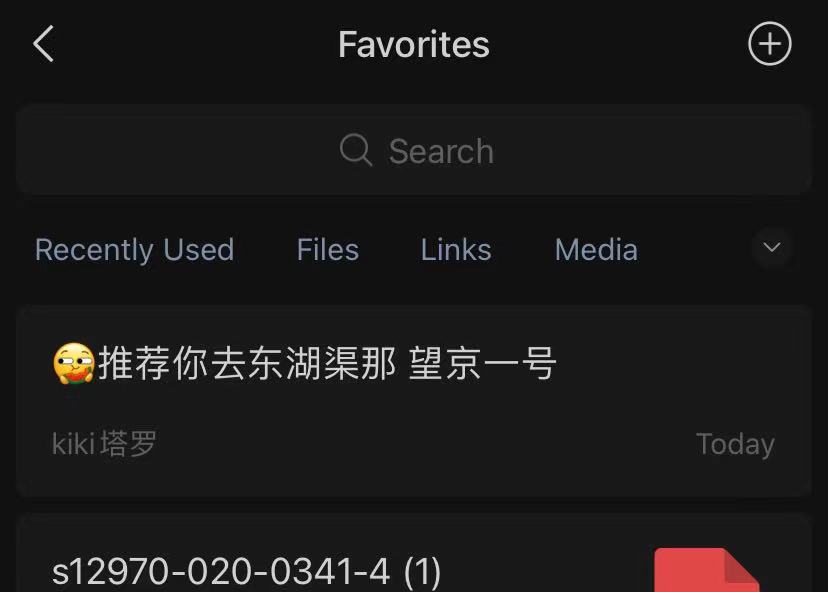 Favorites
Search
Recently Used Files Links Media
推荐你去东湖渠那 望京一号
kiki塔罗 Today
s12970-020-0341-4 (1)